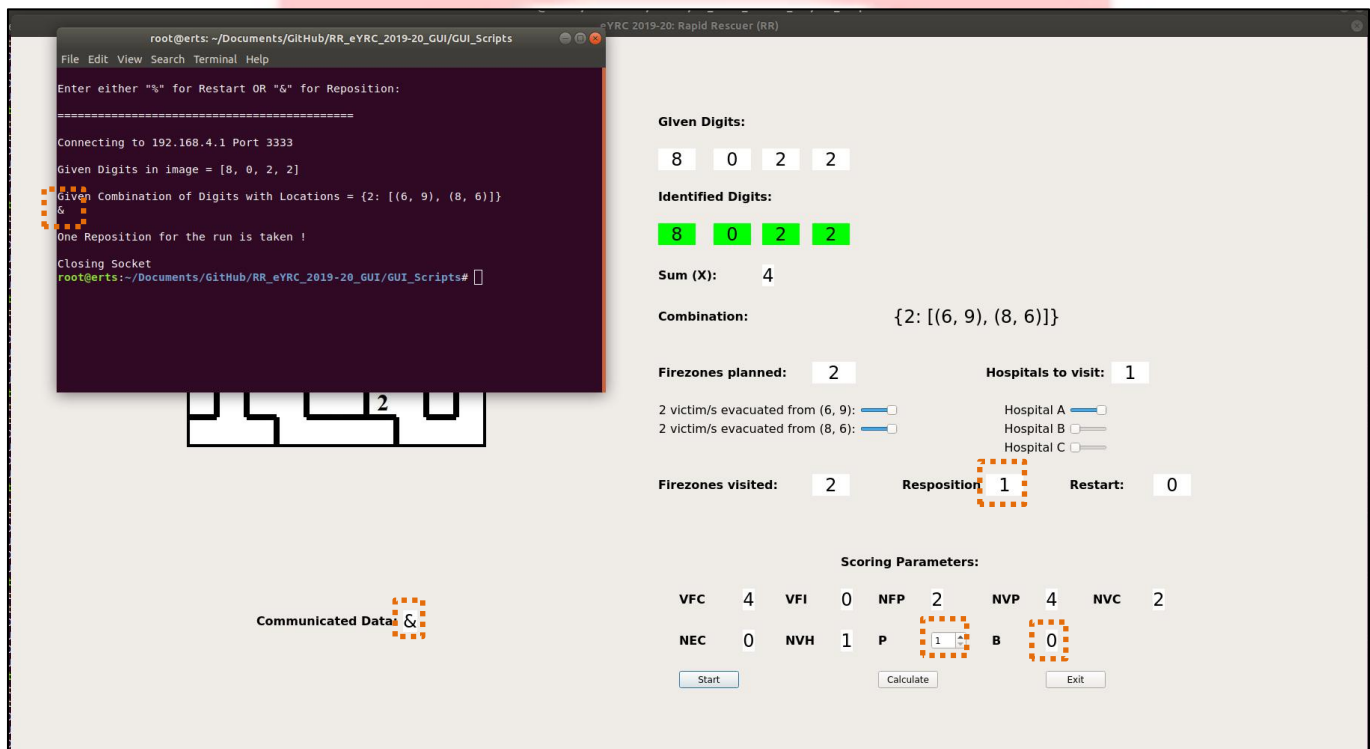 eYRC 2019-20: Rapid Rescuer (RR)
root@erts: ~/Documents/GitHub/RR_eYRC_2019-20_GUI/GUI_Scripts
File Edit View Search Terminal Help
Enter either "%" for Restart OR "&" for Reposition:
============================================
Connecting to 192.168.4.1 Port 3333
Given Digits in image = [8, 0, 2, 2]
Given Combination of Digits with Locations = {2: [(6, 9), (8, 6)]}
&
One Reposition for the run is taken !
Closing Socket
root@erts:~/Documents/GitHub/RR_eYRC_2019-20_GUI/GUI_Scripts#
2
Communicated Data: &
GIven Digits:
8 0 2 2
Identified Digits:
8 0 2 2
Sum (X): 4
Combination: {2: [(6, 9), (8, 6)]}
Firezones planned: 2 Hospitals to visit: 1
2 victim/s evacuated from (6, 9): Hospital A
2 victim/s evacuated from (8, 6): Hospital B
Hospital C
Firezones visited: 2 Resposition 1 Restart: 0
Scoring Parameters:
VFC 4 VFI 0 NFP 2 NVP 4 NVC 2
NEC 0 NVH 1 P 1 B 0
Start Calculate Exit